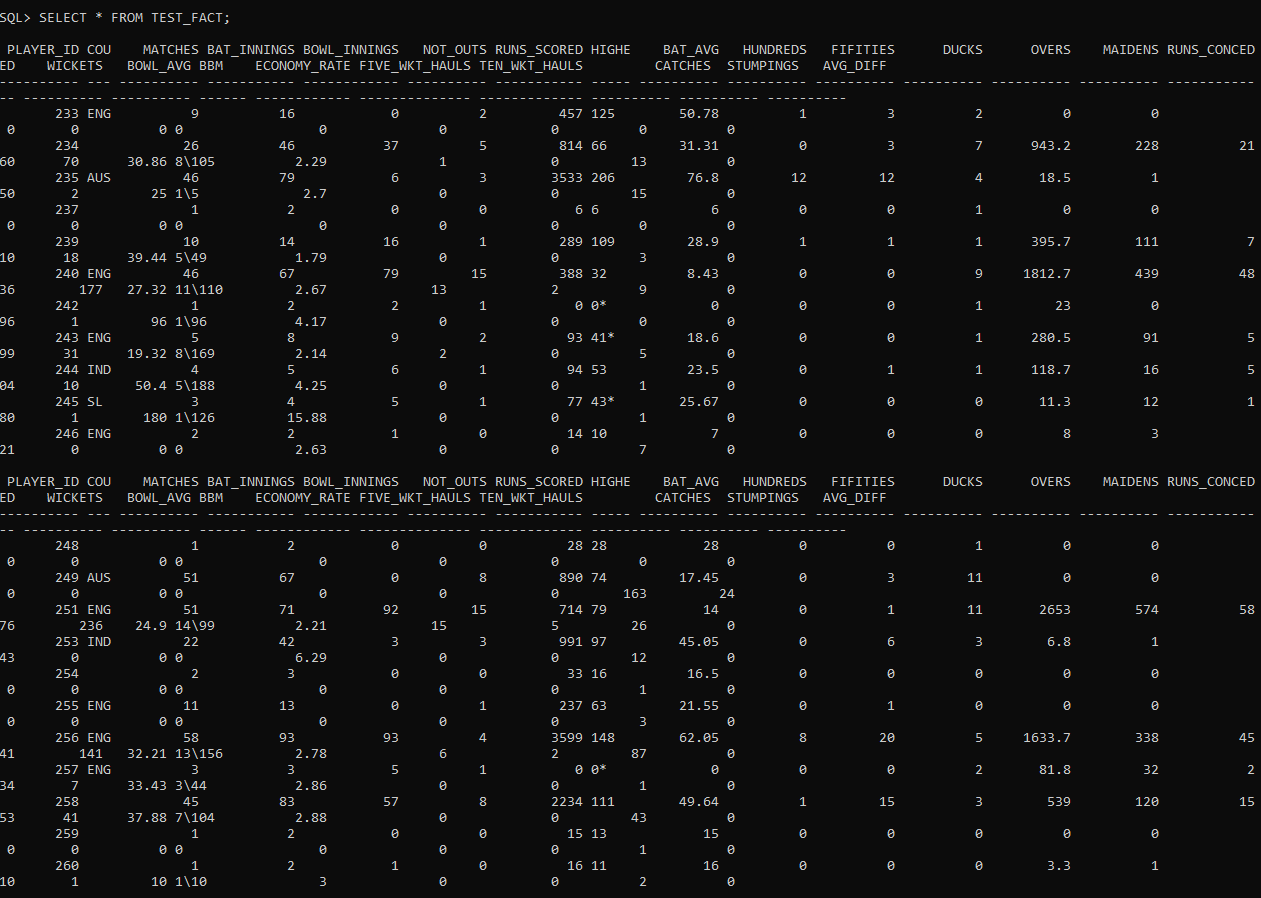 SQL> SELECT * FROM TEST_FACT;
PLAYER_ID COU MATCHES BAT_INNINGS BOWL_INNINGS NOT_OUTS RUNS_SCORED HIGHE BAT_AVG HUNDREDS FIFITIES DUCKS OVERS MAIDENS RUNS_CONCED
ED WICKETS BOWL_AVG BBM ECONOMY_RATE FIVE_WKT_HAULS TEN_WKT_HAULS CATCHES STUMPINGS AVG_DIFF
---------- --- ---------- ----------- ------------ ---------- ----------- ----- ---------- ---------- ---------- ---------- ---------- ---------- -----------
-- ---------- ---------- ------ ------------ -------------- ------------- ---------- ---------- ----------
233 ENG 9 16 0 2 457 125 50.78 1 3 2 0 0
0 0 0 0 0 0 0 0 0
234 26 46 37 5 814 66 31.31 0 3 7 943.2 228 21
60 70 30.86 8\105 2.29 1 0 13 0
235 AUS 46 79 6 3 3533 206 76.8 12 12 4 18.5 1
50 2 25 1\5 2.7 0 0 15 0
237 1 2 0 0 6 6 6 0 0 1 0 0
0 0 0 0 0 0 0 0 0
239 10 14 16 1 289 109 28.9 1 1 1 395.7 111 7
10 18 39.44 5\49 1.79 0 0 3 0
240 ENG 46 67 79 15 388 32 8.43 0 0 9 1812.7 439 48
36 177 27.32 11\110 2.67 13 2 9 0
242 1 2 2 1 0 0* 0 0 0 1 23 0
96 1 96 1\96 4.17 0 0 0 0
243 ENG 5 8 9 2 93 41* 18.6 0 0 1 280.5 91 5
99 31 19.32 8\169 2.14 2 0 5 0
244 IND 4 5 6 1 94 53 23.5 0 1 1 118.7 16 5
04 10 50.4 5\188 4.25 0 0 1 0
245 SL 3 4 5 1 77 43* 25.67 0 0 0 11.3 12 1
80 1 180 1\126 15.88 0 0 1 0
246 ENG 2 2 1 0 14 10 7 0 0 0 8 3
21 0 0 0 2.63 0 0 7 0
PLAYER_ID COU MATCHES BAT_INNINGS BOWL_INNINGS NOT_OUTS RUNS_SCORED HIGHE BAT_AVG HUNDREDS FIFITIES DUCKS OVERS MAIDENS RUNS_CONCED
ED WICKETS BOWL_AVG BBM ECONOMY_RATE FIVE_WKT_HAULS TEN_WKT_HAULS CATCHES STUMPINGS AVG_DIFF
---------- --- ---------- ----------- ------------ ---------- ----------- ----- ---------- ---------- ---------- ---------- ---------- ---------- -----------
-- ---------- ---------- ------ ------------ -------------- ------------- ---------- ---------- ----------
248 1 2 0 0 28 28 28 0 0 1 0 0
0 0 0 0 0 0 0 0 0
249 AUS 51 67 0 8 890 74 17.45 0 3 11 0 0
0 0 0 0 0 0 0 163 24
251 ENG 51 71 92 15 714 79 14 0 1 11 2653 574 58
76 236 24.9 14\99 2.21 15 5 26 0
253 IND 22 42 3 3 991 97 45.05 0 6 3 6.8 1
43 0 0 0 6.29 0 0 12 0
254 2 3 0 0 33 16 16.5 0 0 0 0 0
0 0 0 0 0 0 0 1 0
255 ENG 11 13 0 1 237 63 21.55 0 1 0 0 0
0 0 0 0 0 0 0 3 0
256 ENG 58 93 93 4 3599 148 62.05 8 20 5 1633.7 338 45
41 141 32.21 13\156 2.78 6 2 87 0
257 ENG 3 3 5 1 0 0* 0 0 0 2 81.8 32 2
34 7 33.43 3\44 2.86 0 0 1 0
258 45 83 57 8 2234 111 49.64 1 15 3 539 120 15
53 41 37.88 7\104 2.88 0 0 43 0
259 1 2 0 0 15 13 15 0 0 0 0 0
0 0 0 0 0 0 0 1 0
260 1 2 1 0 16 11 16 0 0 0 3.3 1
10 1 10 1\10 3 0 0 2 0